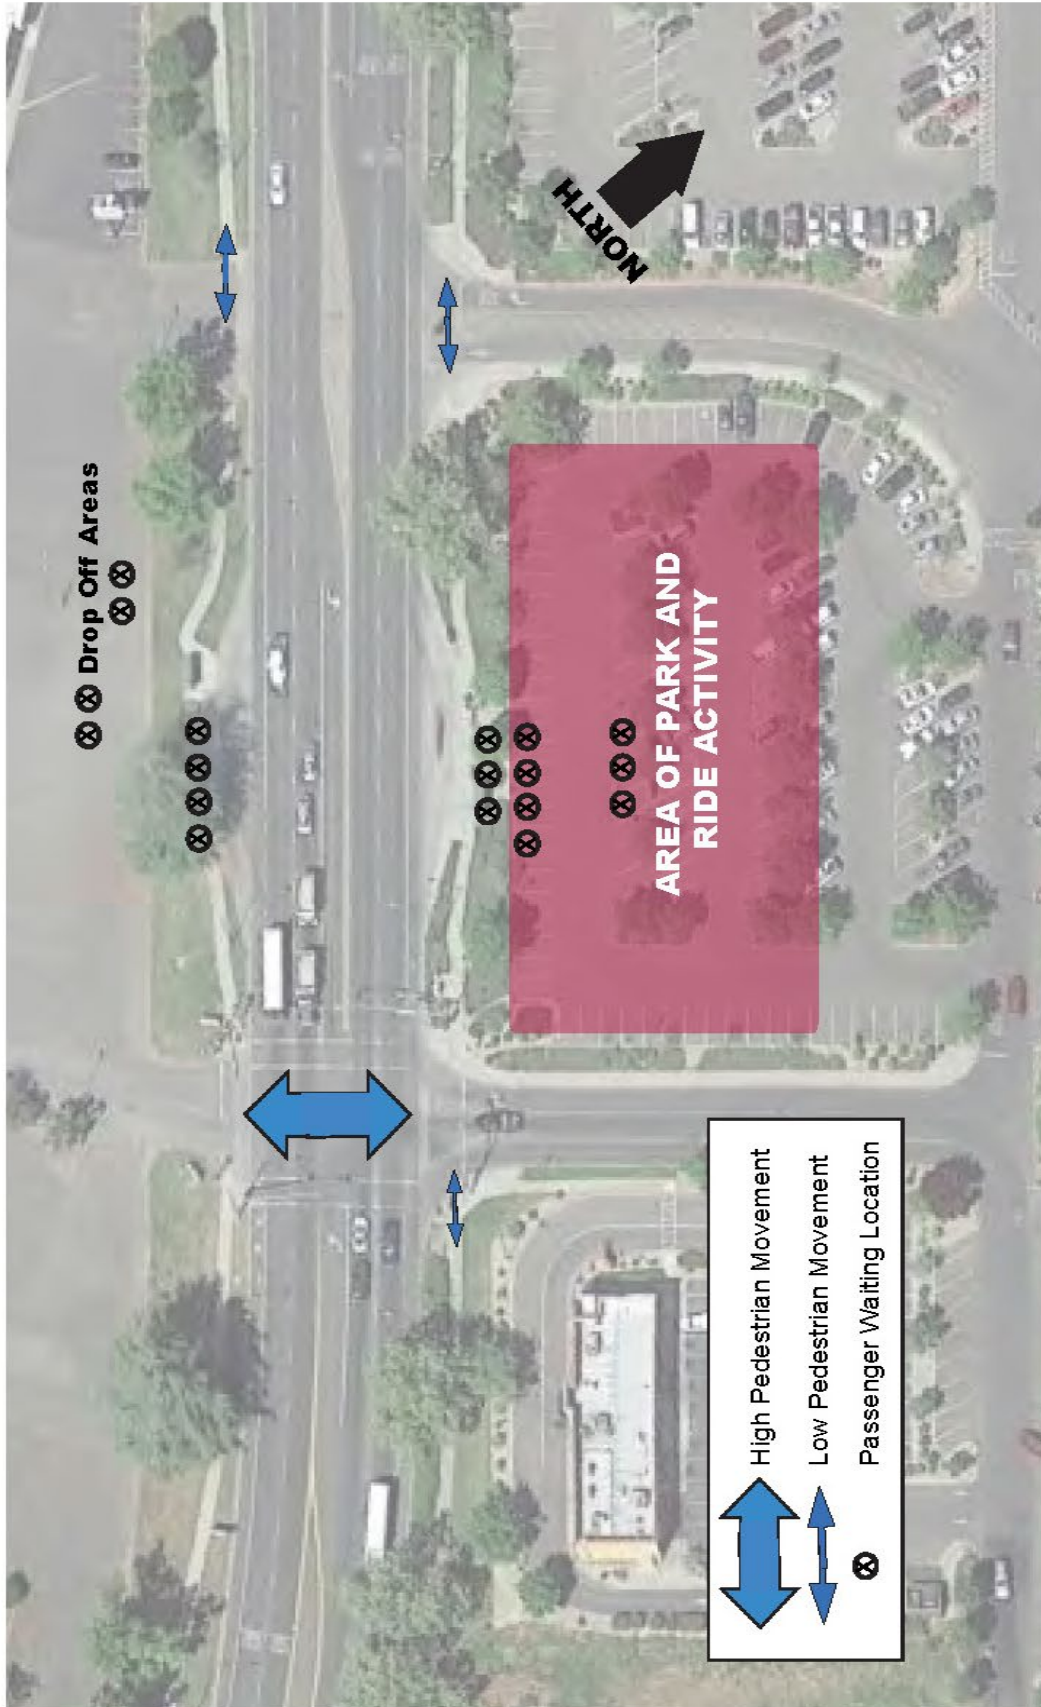 Drop Off Areas
NORTH
AREA OF PARK AND
RIDE ACTIVITY
High Pedestrian Movement
Low Pedestrian Movement
Passenger Waiting Location